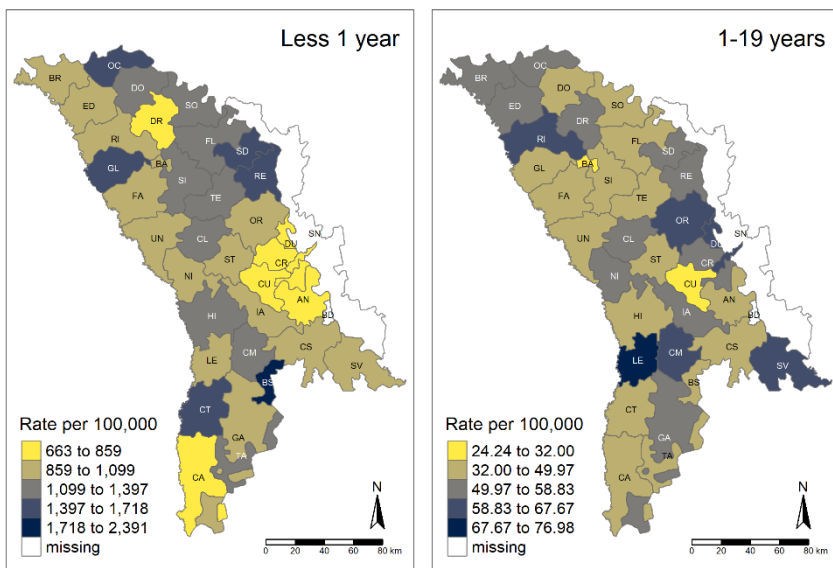 Less 1 year
OC
BR
DO
ED
SO
DR
RI
FL
SD
BA
GL
RE
SI
TE
FA
OR
SN
UN
CL
DU
ST
CR
NI
CU
AN
HI
IA
BD
CM
CS
LE
SV
BS
CT
GA
TA
CA
Rate per 100,000
663 to 859
859 to 1,099
1,099 to 1,397
1,397 to 1,718
1,718 to 2,391
missing
N
0 20 40 60 80 km
1-19 years
OC
BR
DO
ED
SO
DR
RI
FL
SD
BA
GL
RE
SI
TE
FA
OR
SN
UN
CL
DU
ST
CR
NI
CU
AN
HI
IA
BD
CM
CS
LE
SV
BS
CT
GA
TA
CA
Rate per 100,000
24.24 to 32.00
32.00 to 49.97
49.97 to 58.83
58.83 to 67.67
67.67 to 76.98
missing
N
0 20 40 60 80 km